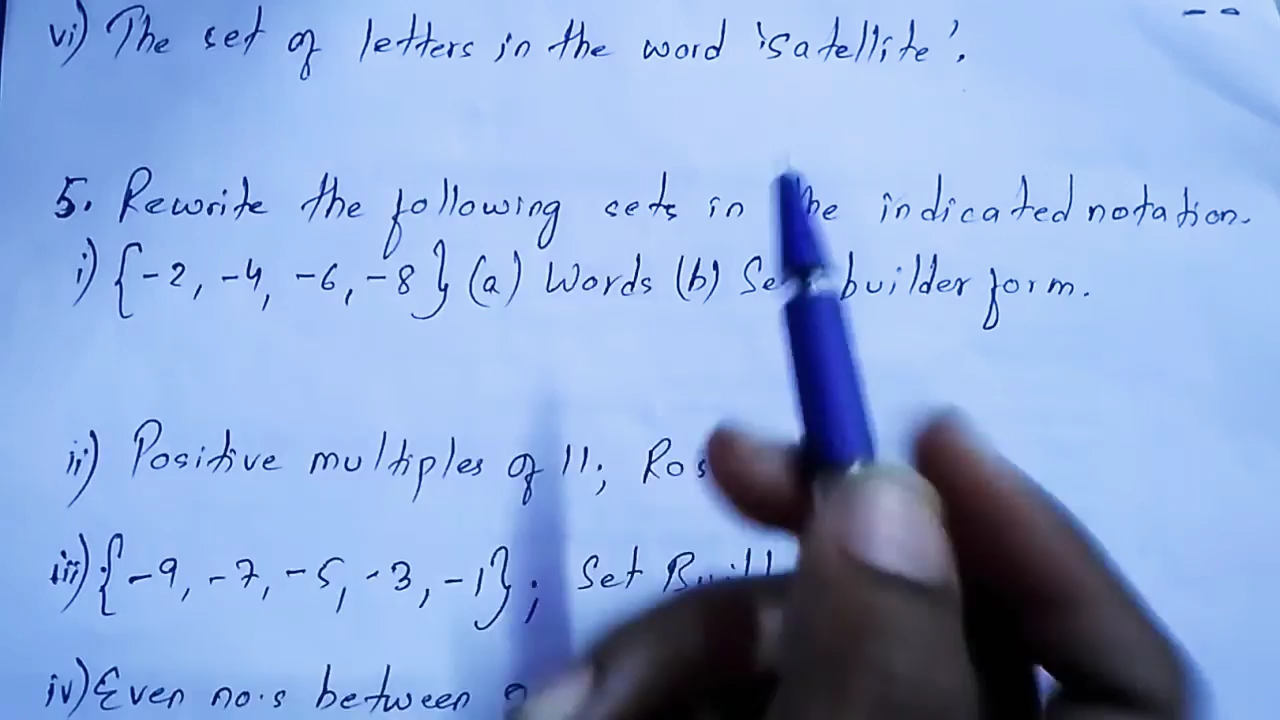 vi) The set of letters in the word 'satellite'.
5. Rewrite the following sets in the indicated notation.
i) {-2, -4, -6, -8} (a) Words (b) builder form.
ii) Positive multiples of 11;
iii) {-9, -7, -5, -3, -1}; Set
iv) Even no.s between